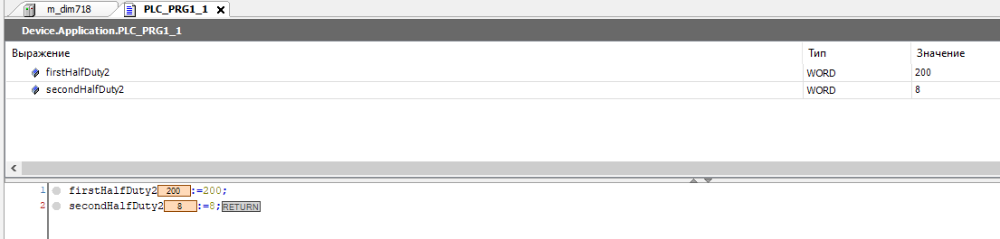 m_dim718 PLC_PRG1_1
Device.Application.PLC_PRG1_1
Выражение Тип Значение
firstHalfDuty2 WORD 200
secondHalfDuty2 WORD 8
1 firstHalfDuty2 200 :=200;
2 secondHalfDuty2 8 :=8;RETURN